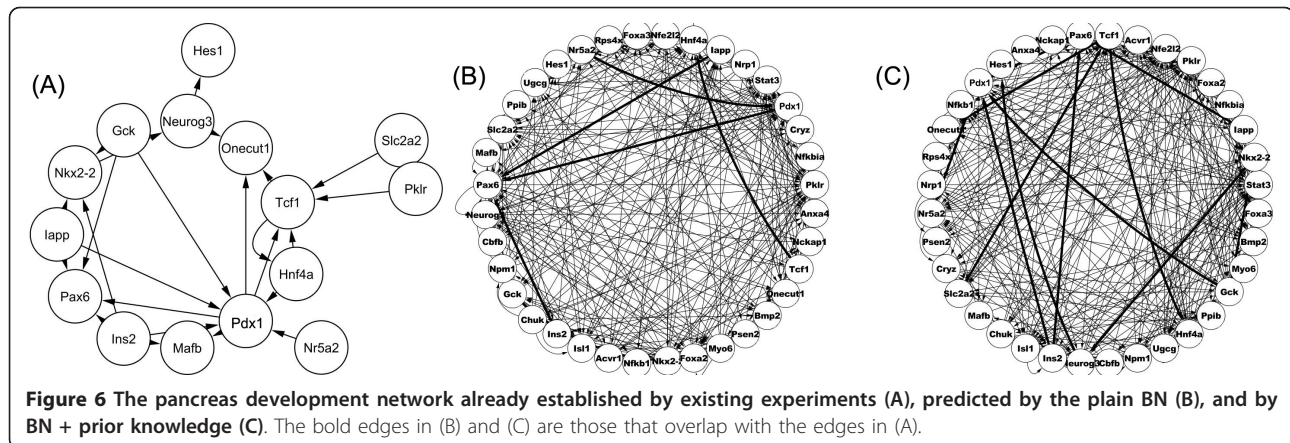 (A)
Hes1
Gck
Neurog3
Onecut1
Slc2a2
Nkx2-2
Pklr
Tcf1
Iapp
Hnf4a
Pax6
Pdx1
Ins2
Mafb
Nr5a2
(B)
Foxa3
Nfe2l2
Rps4x
Hnf4a
Nr5a2
Iapp
Hes1
Nrp1
Ugcg
Stat3
Ppib
Pdx1
Slc2a2
Cryz
Mafb
Nfkbia
Pax6
Pklr
Neurog3
Anxa4
Cbfb
Nckap1
Npm1
Tcf1
Gck
Onecut1
Chuk
Bmp2
Ins2
Psen2
Isl1
Myo6
Acvr1
Nfkb1
Nkx2-2
Foxa2
(C)
Pax6
Tcf1
Nckap1
Acvr1
Anxa4
Nfe2l2
Hes1
Pklr
Pdx1
Foxa2
Nfkb1
Nfkbia
Onecut1
Iapp
Rps4x
Nkx2-2
Nrp1
Stat3
Nr5a2
Foxa3
Psen2
Bmp2
Cryz
Myo6
Slc2a2
Gck
Mafb
Ppib
Chuk
Hnf4a
Isl1
Ugcg
Ins2
Npm1
Neurog3
Cbfb
Figure 6 The pancreas development network already established by existing experiments (A), predicted by the plain BN (B), and by
BN + prior knowledge (C). The bold edges in (B) and (C) are those that overlap with the edges in (A).